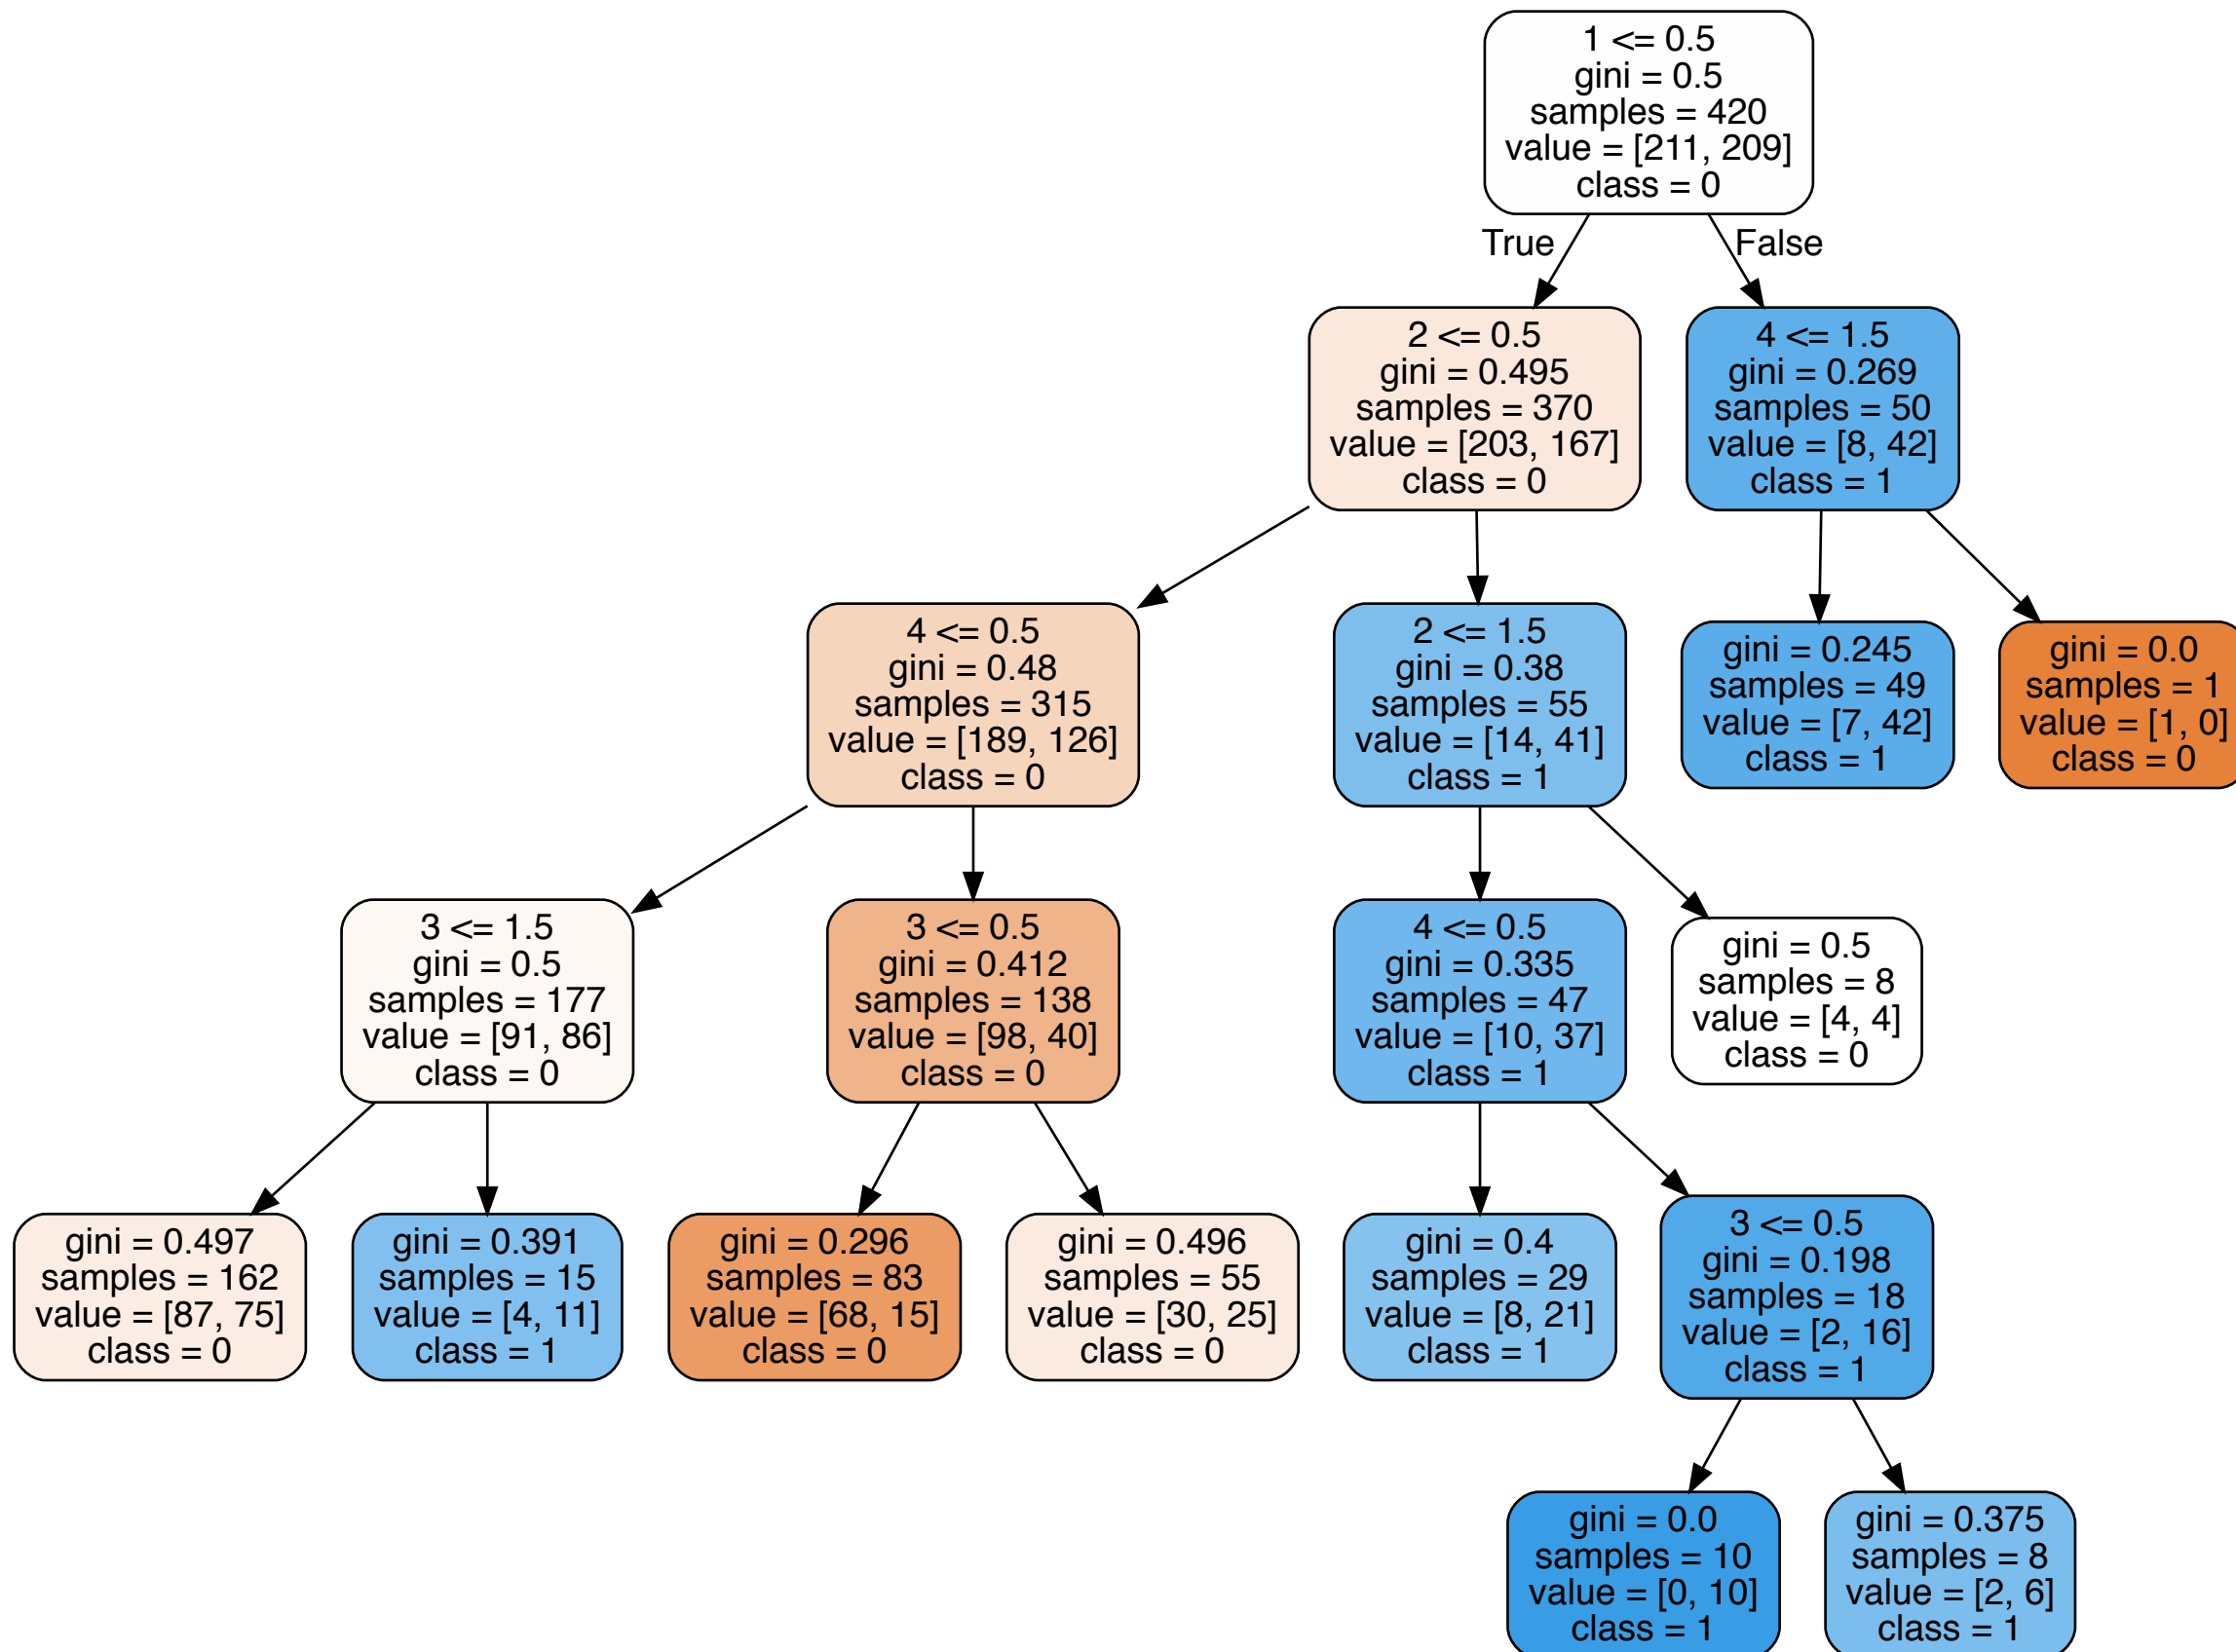 1 <= 0.5
gini = 0.5
samples = 420
value = [211, 209]
class = 0
True
False
2 <= 0.5
gini = 0.495
samples = 370
value = [203, 167]
class = 0
4 <= 1.5
gini = 0.269
samples = 50
value = [8, 42]
class = 1
4 <= 0.5
gini = 0.48
samples = 315
value = [189, 126]
class = 0
2 <= 1.5
gini = 0.38
samples = 55
value = [14, 41]
class = 1
gini = 0.245
samples = 49
value = [7, 42]
class = 1
gini = 0.0
samples = 1
value = [1, 0]
class = 0
3 <= 1.5
gini = 0.5
samples = 177
value = [91, 86]
class = 0
3 <= 0.5
gini = 0.412
samples = 138
value = [98, 40]
class = 0
4 <= 0.5
gini = 0.335
samples = 47
value = [10, 37]
class = 1
gini = 0.5
samples = 8
value = [4, 4]
class = 0
gini = 0.497
samples = 162
value = [87, 75]
class = 0
gini = 0.391
samples = 15
value = [4, 11]
class = 1
gini = 0.296
samples = 83
value = [68, 15]
class = 0
gini = 0.496
samples = 55
value = [30, 25]
class = 0
gini = 0.4
samples = 29
value = [8, 21]
class = 1
3 <= 0.5
gini = 0.198
samples = 18
value = [2, 16]
class = 1
gini = 0.0
samples = 10
value = [0, 10]
class = 1
gini = 0.375
samples = 8
value = [2, 6]
class = 1